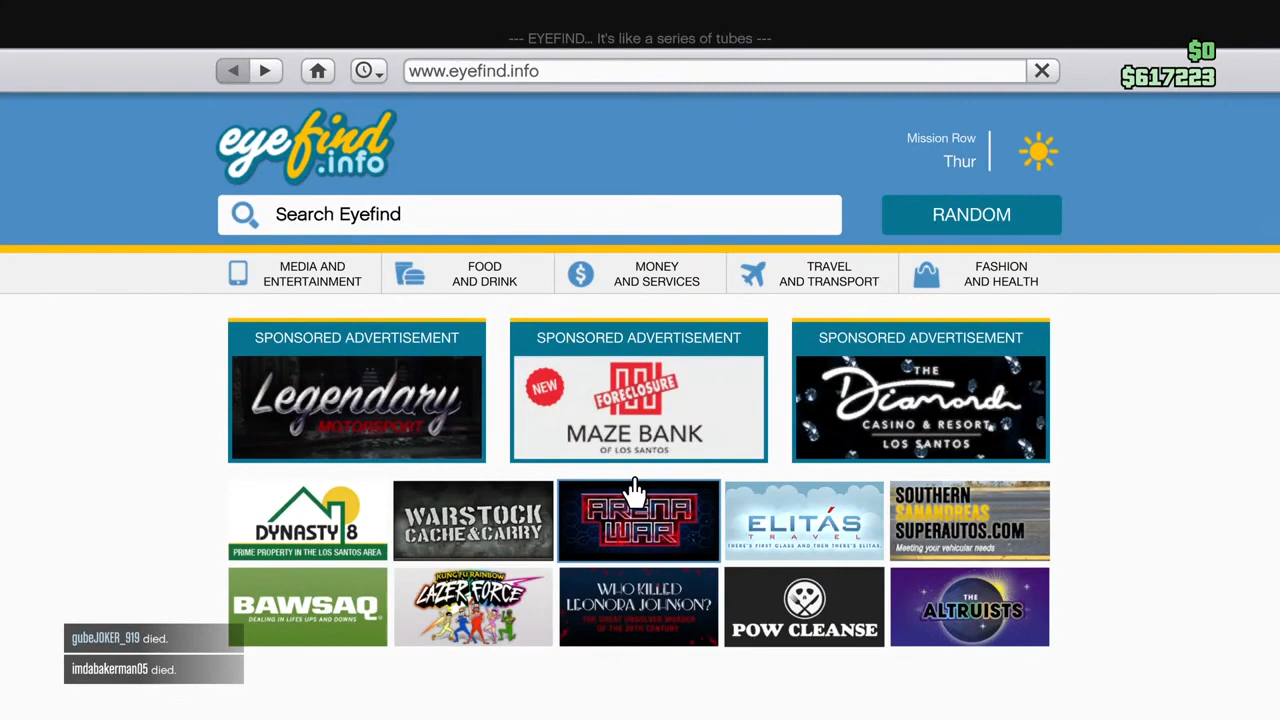 --- EYEFIND... It's like a series of tubes ---
$0
$617223
www.eyefind.info
eyefind
.info
Mission Row
Thur
Search Eyefind
RANDOM
MEDIA AND
ENTERTAINMENT
FOOD
AND DRINK
MONEY
AND SERVICES
TRAVEL
AND TRANSPORT
FASHION
AND HEALTH
SPONSORED ADVERTISEMENT
Legendary
MOTORSPORT
SPONSORED ADVERTISEMENT
NEW
FORECLOSURE
MAZE BANK
OF LOS SANTOS
SPONSORED ADVERTISEMENT
THE
Diamond
CASINO & RESORT
LOS SANTOS
DYNASTY 8
PRIME PROPERTY IN THE LOS SANTOS AREA
WARSTOCK
CACHE & CARRY
ARENA
WAR
ELITÁS
TRAVEL
THERE'S FIRST GLASS AND THEN THERE'S ELITAS.
SOUTHERN
SANANDREAS
SUPERAUTOS.COM
Meeting your vehicular needs
BAWSAQ
DEALING IN LIFES UPS AND DOWNS
KUNG FU RAINBOW
LAZER FORCE
WHO KILLED
LEONORA JOHNSON?
THE GREAT UNSOLVED MURDER
OF THE 20TH CENTURY
POW CLEANSE
THE
ALTRUISTS
gubeJOKER_919 died.
imdabakerman05 died.